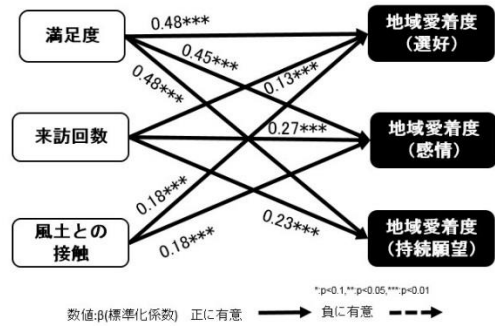 満足度
来訪回数
風土との
接触
0.48***
0.45***
0.48***
0.13***
0.27***
0.23***
0.18***
0.18***
地域愛着度
(選好)
地域愛着度
(感情)
地域愛着度
(持続願望)
*:p<0.1,**:p<0.05,***:p<0.01
数値:β(標準化係数) 正に有意 負に有意